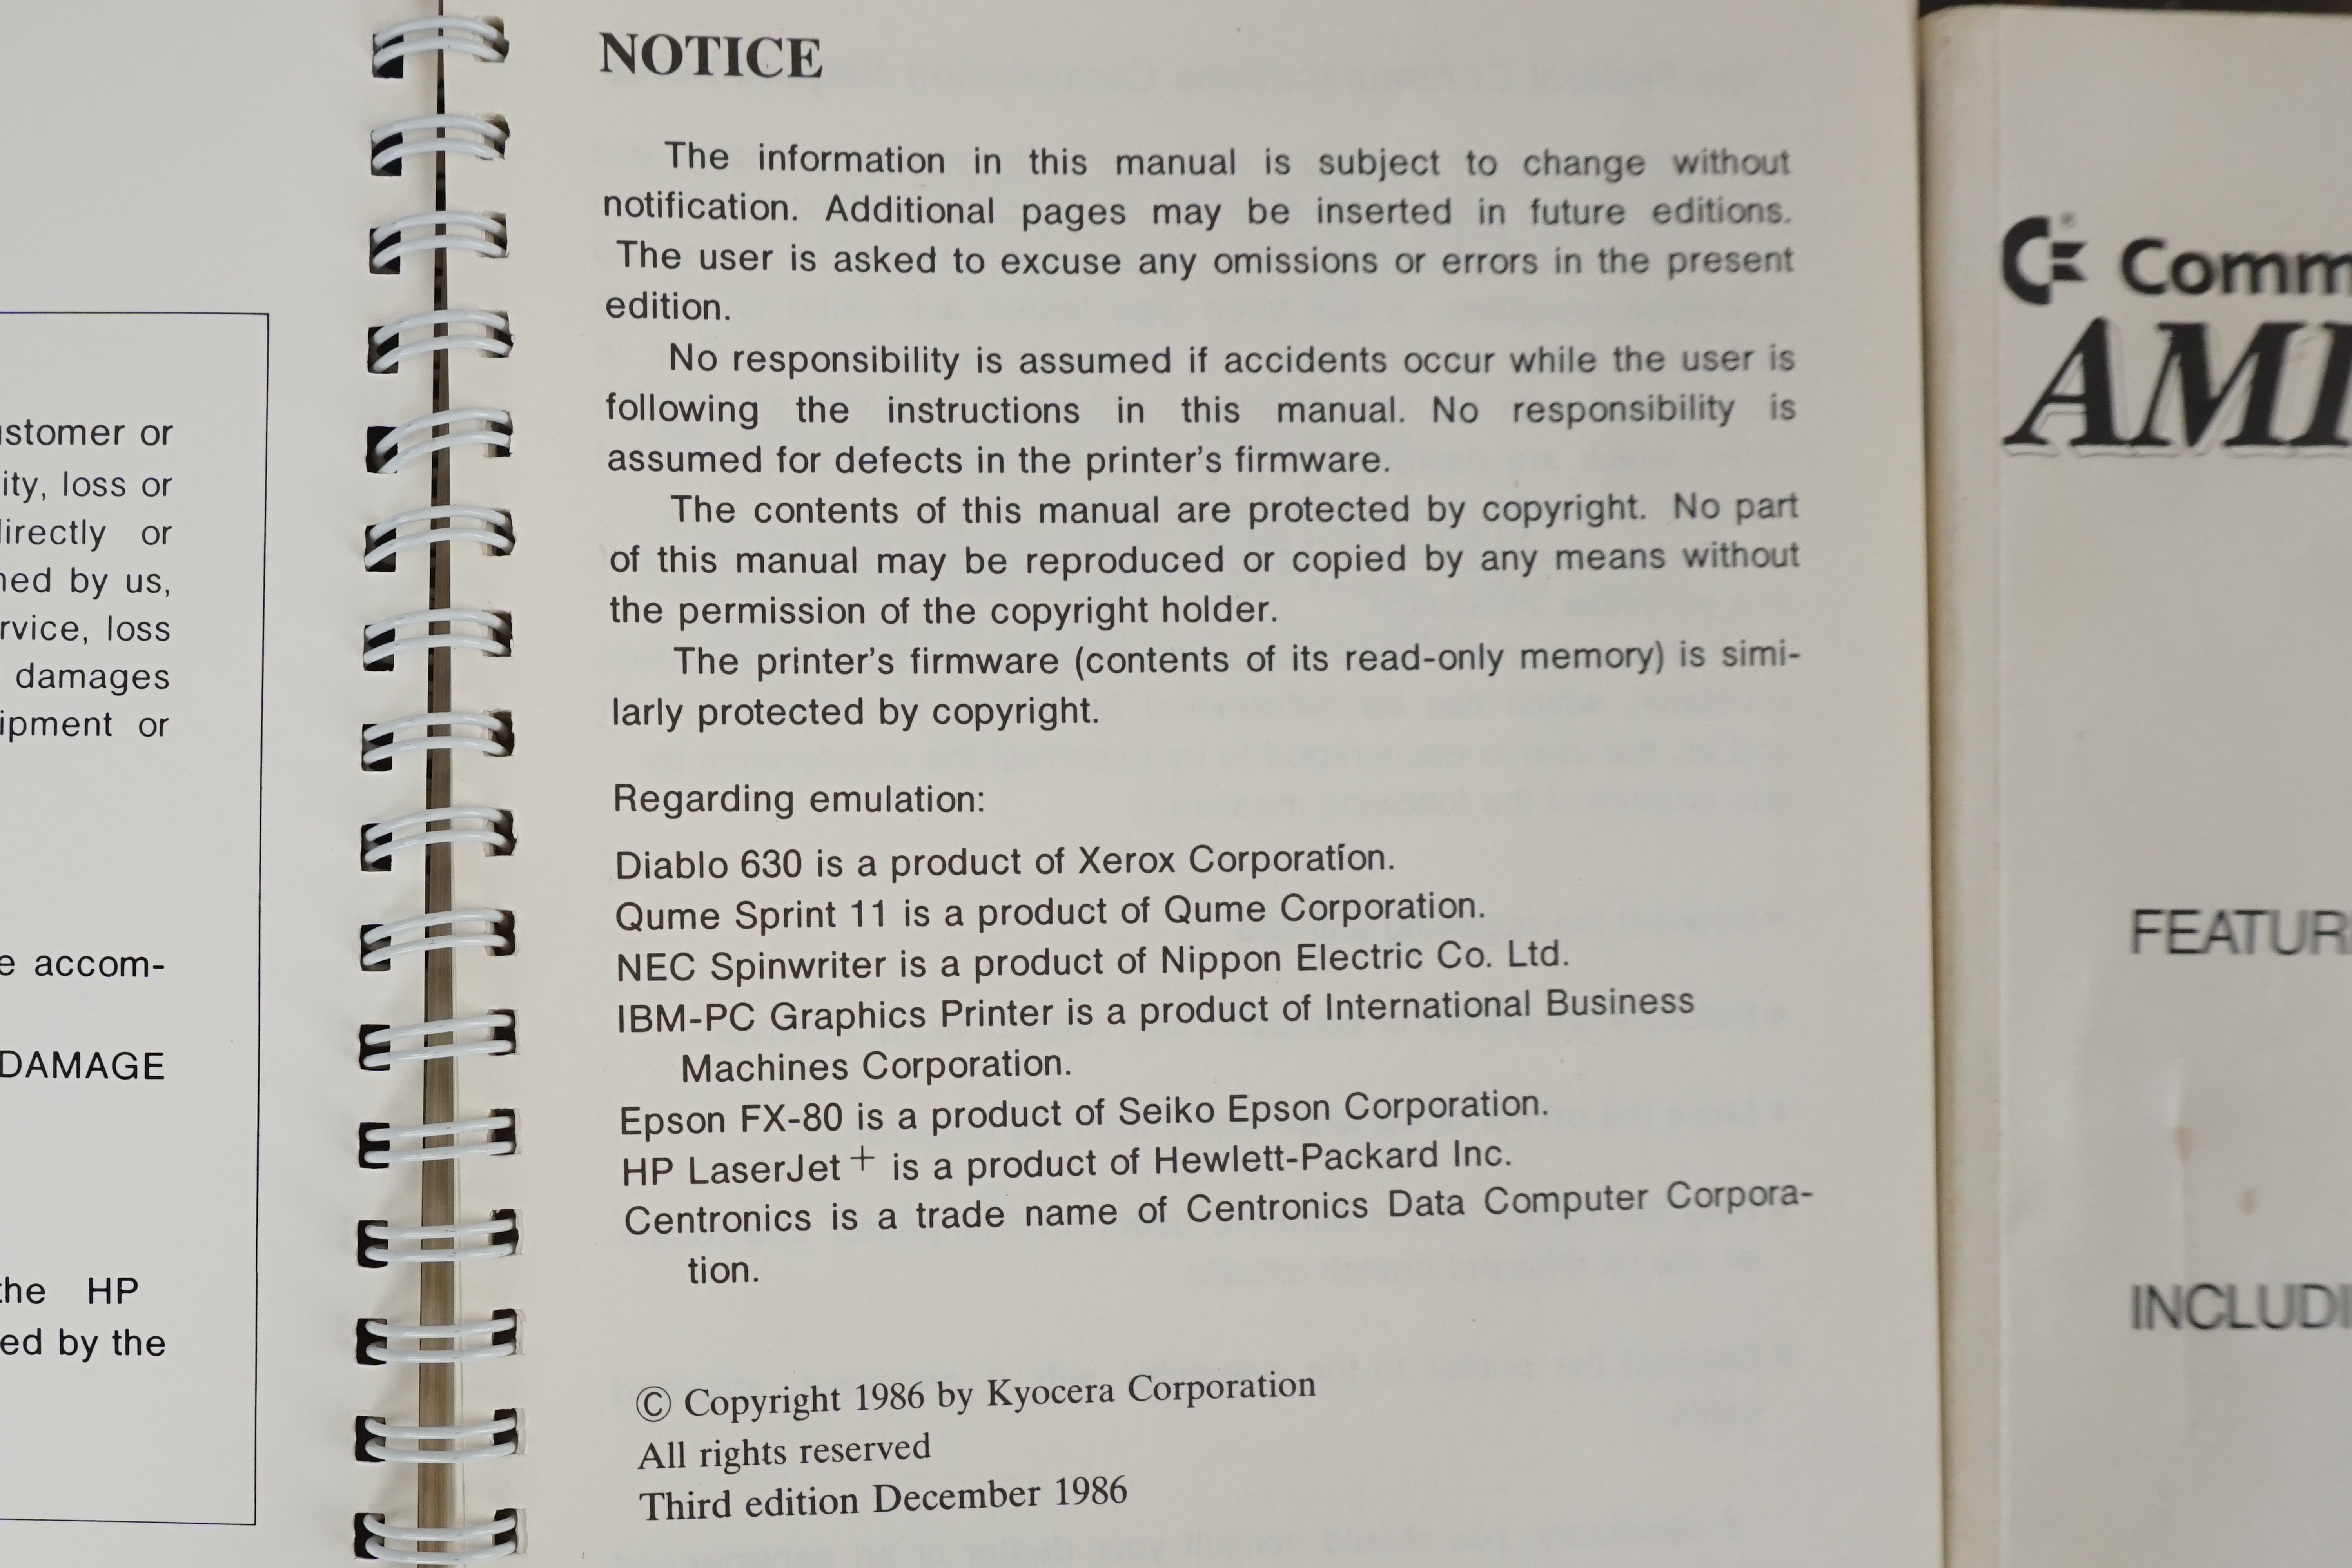 stomer or
ity, loss or
directly or
ned by us,
rvice, loss
damages
ipment or
e accom-
DAMAGE
the HP
ed by the
NOTICE
The information in this manual is subject to change without
notification. Additional pages may be inserted in future editions.
The user is asked to excuse any omissions or errors in the present
edition.
No responsibility is assumed if accidents occur while the user is
following the instructions in this manual. No responsibility is
assumed for defects in the printer's firmware.
The contents of this manual are protected by copyright. No part
of this manual may be reproduced or copied by any means without
the permission of the copyright holder.
The printer's firmware (contents of its read-only memory) is simi-
larly protected by copyright.
Regarding emulation:
Diablo 630 is a product of Xerox Corporation.
Qume Sprint 11 is a product of Qume Corporation.
NEC Spinwriter is a product of Nippon Electric Co. Ltd.
IBM-PC Graphics Printer is a product of International Business
Machines Corporation.
Epson FX-80 is a product of Seiko Epson Corporation.
HP LaserJet+ is a product of Hewlett-Packard Inc.
Centronics is a trade name of Centronics Data Computer Corpora-
tion.
© Copyright 1986 by Kyocera Corporation
All rights reserved
Third edition December 1986
Comm
AMI
FEATUR
INCLUDI